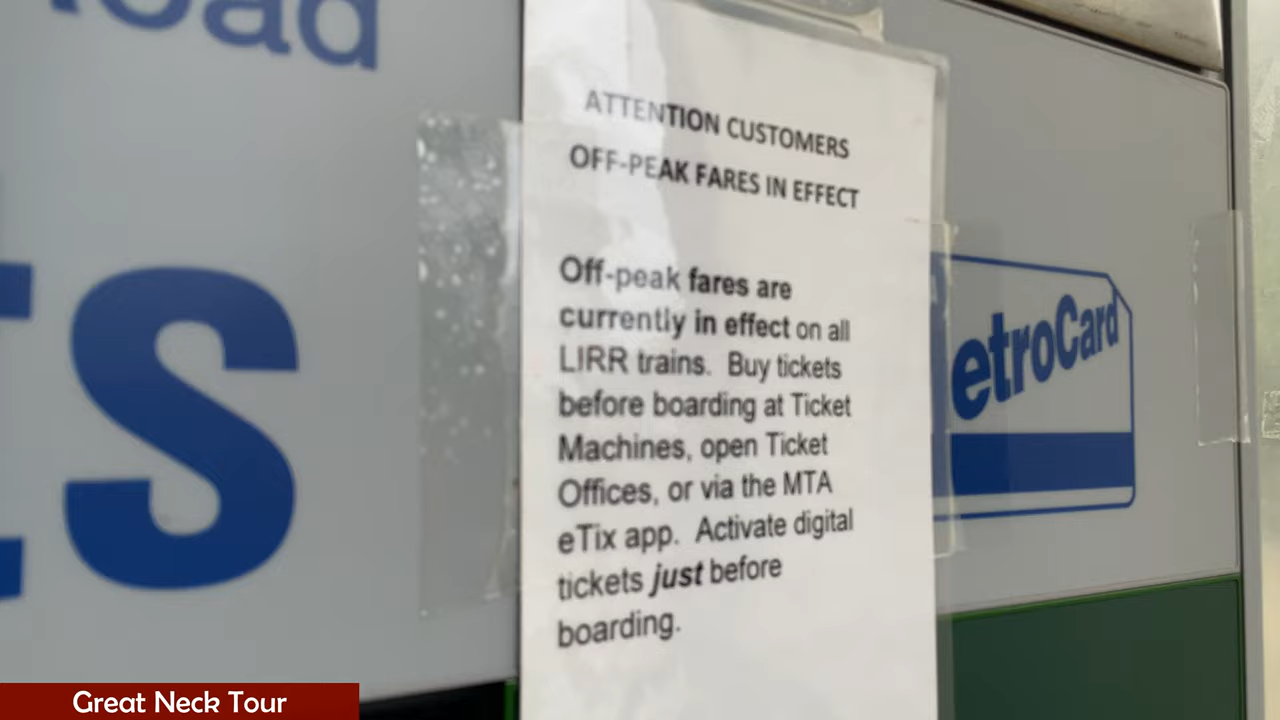 oad
S
ATTENTION CUSTOMERS
OFF-PEAK FARES IN EFFECT
Off-peak fares are
currently in effect on all
LIRR trains.  Buy tickets
before boarding at Ticket
Machines, open Ticket
Offices, or via the MTA
eTix app.  Activate digital
tickets just before
boarding.
etroCard
Great Neck Tour